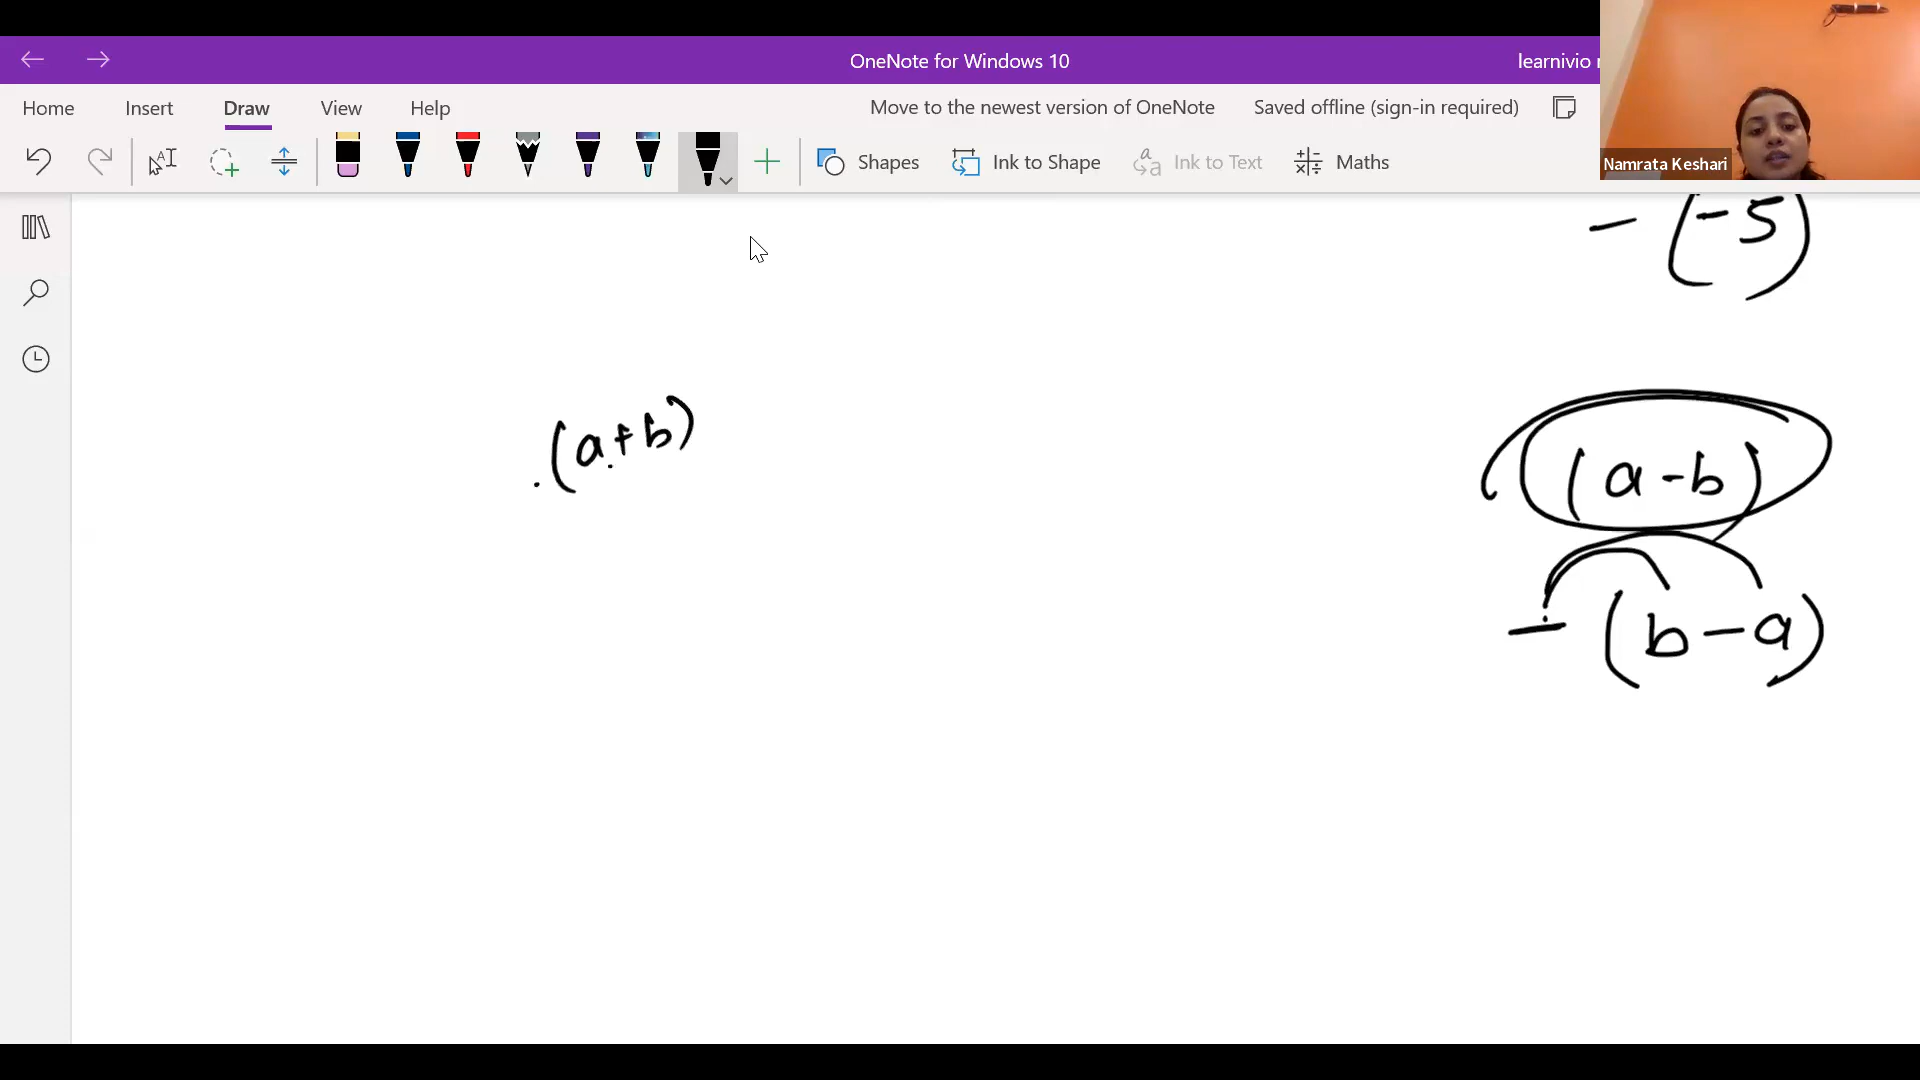 OneNote for Windows 10
learnivio
Home Insert Draw View Help
Move to the newest version of OneNote Saved offline (sign-in required)
Shapes Ink to Shape Ink to Text Maths
Namrata Keshari
- (-5)
(a+b)
(a-b)
- (b-a)